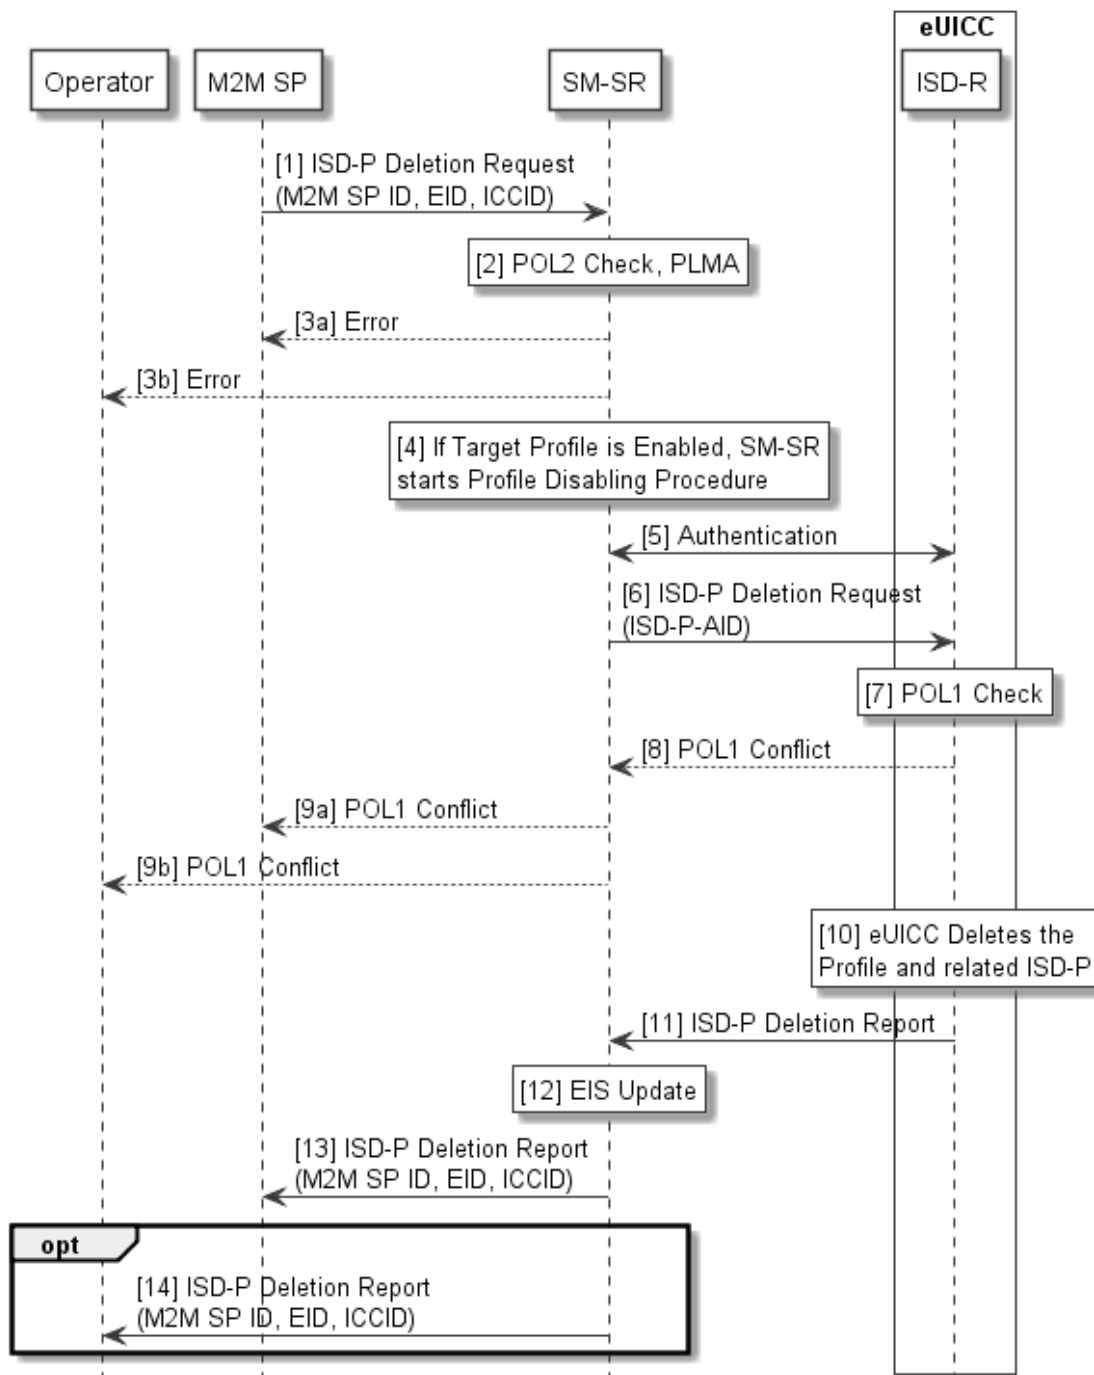 eUICC
Operator
M2M SP
SM-SR
ISD-R
[1] ISD-P Deletion Request
(M2M SP ID, EID, ICCID)
[2] POL2 Check, PLMA
[3a] Error
[3b] Error
[4] If Target Profile is Enabled, SM-SR
starts Profile Disabling Procedure
[5] Authentication
[6] ISD-P Deletion Request
(ISD-P-AID)
[7] POL1 Check
[8] POL1 Conflict
[9a] POL1 Conflict
[9b] POL1 Conflict
[10] eUICC Deletes the
Profile and related ISD-P
[11] ISD-P Deletion Report
[12] EIS Update
[13] ISD-P Deletion Report
(M2M SP ID, EID, ICCID)
opt
[14] ISD-P Deletion Report
(M2M SP ID, EID, ICCID)